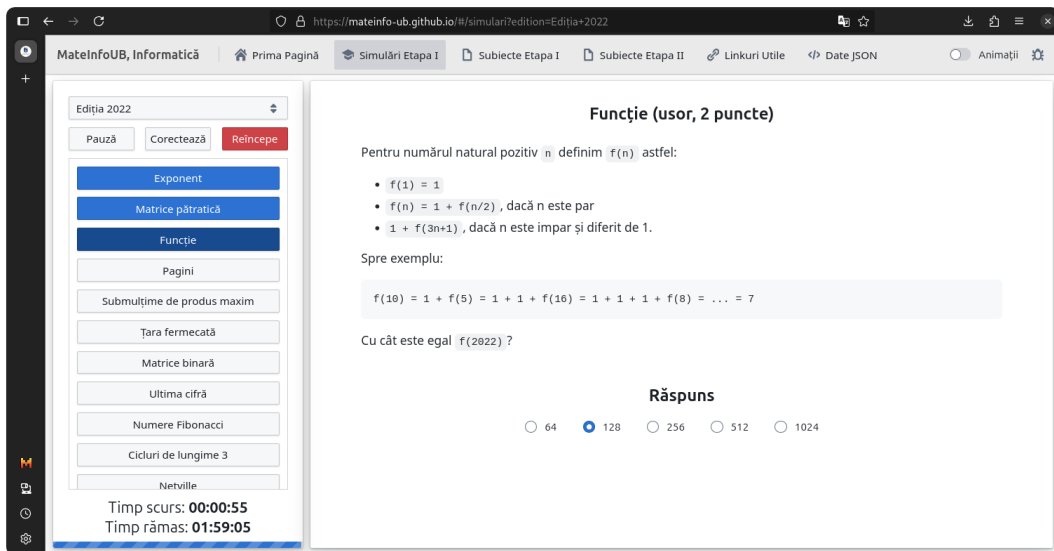 https://mateinfo-ub.github.io/#/simulari?edition=Ediția+2022
MateInfoUB, Informatică
Prima Pagină
Simulări Etapa I
Subiecte Etapa I
Subiecte Etapa II
Linkuri Utile
</> Date JSON
Animații
Ediția 2022
Pauză
Corectează
Reîncepe
Exponent
Matrice pătratică
Funcție
Pagini
Submulțime de produs maxim
Țara fermecată
Matrice binară
Ultima cifră
Numere Fibonacci
Cicluri de lungime 3
Netville
Timp scurs: 00:00:55
Timp rămas: 01:59:05
Funcție (usor, 2 puncte)
Pentru numărul natural pozitiv n definim f(n) astfel:
• f(1) = 1
• f(n) = 1 + f(n/2) , dacă n este par
• 1 + f(3n+1) , dacă n este impar și diferit de 1.
Spre exemplu:
f(10) = 1 + f(5) = 1 + 1 + f(16) = 1 + 1 + 1 + f(8) = ... = 7
Cu cât este egal f(2022) ?
Răspuns
64 128 256 512 1024